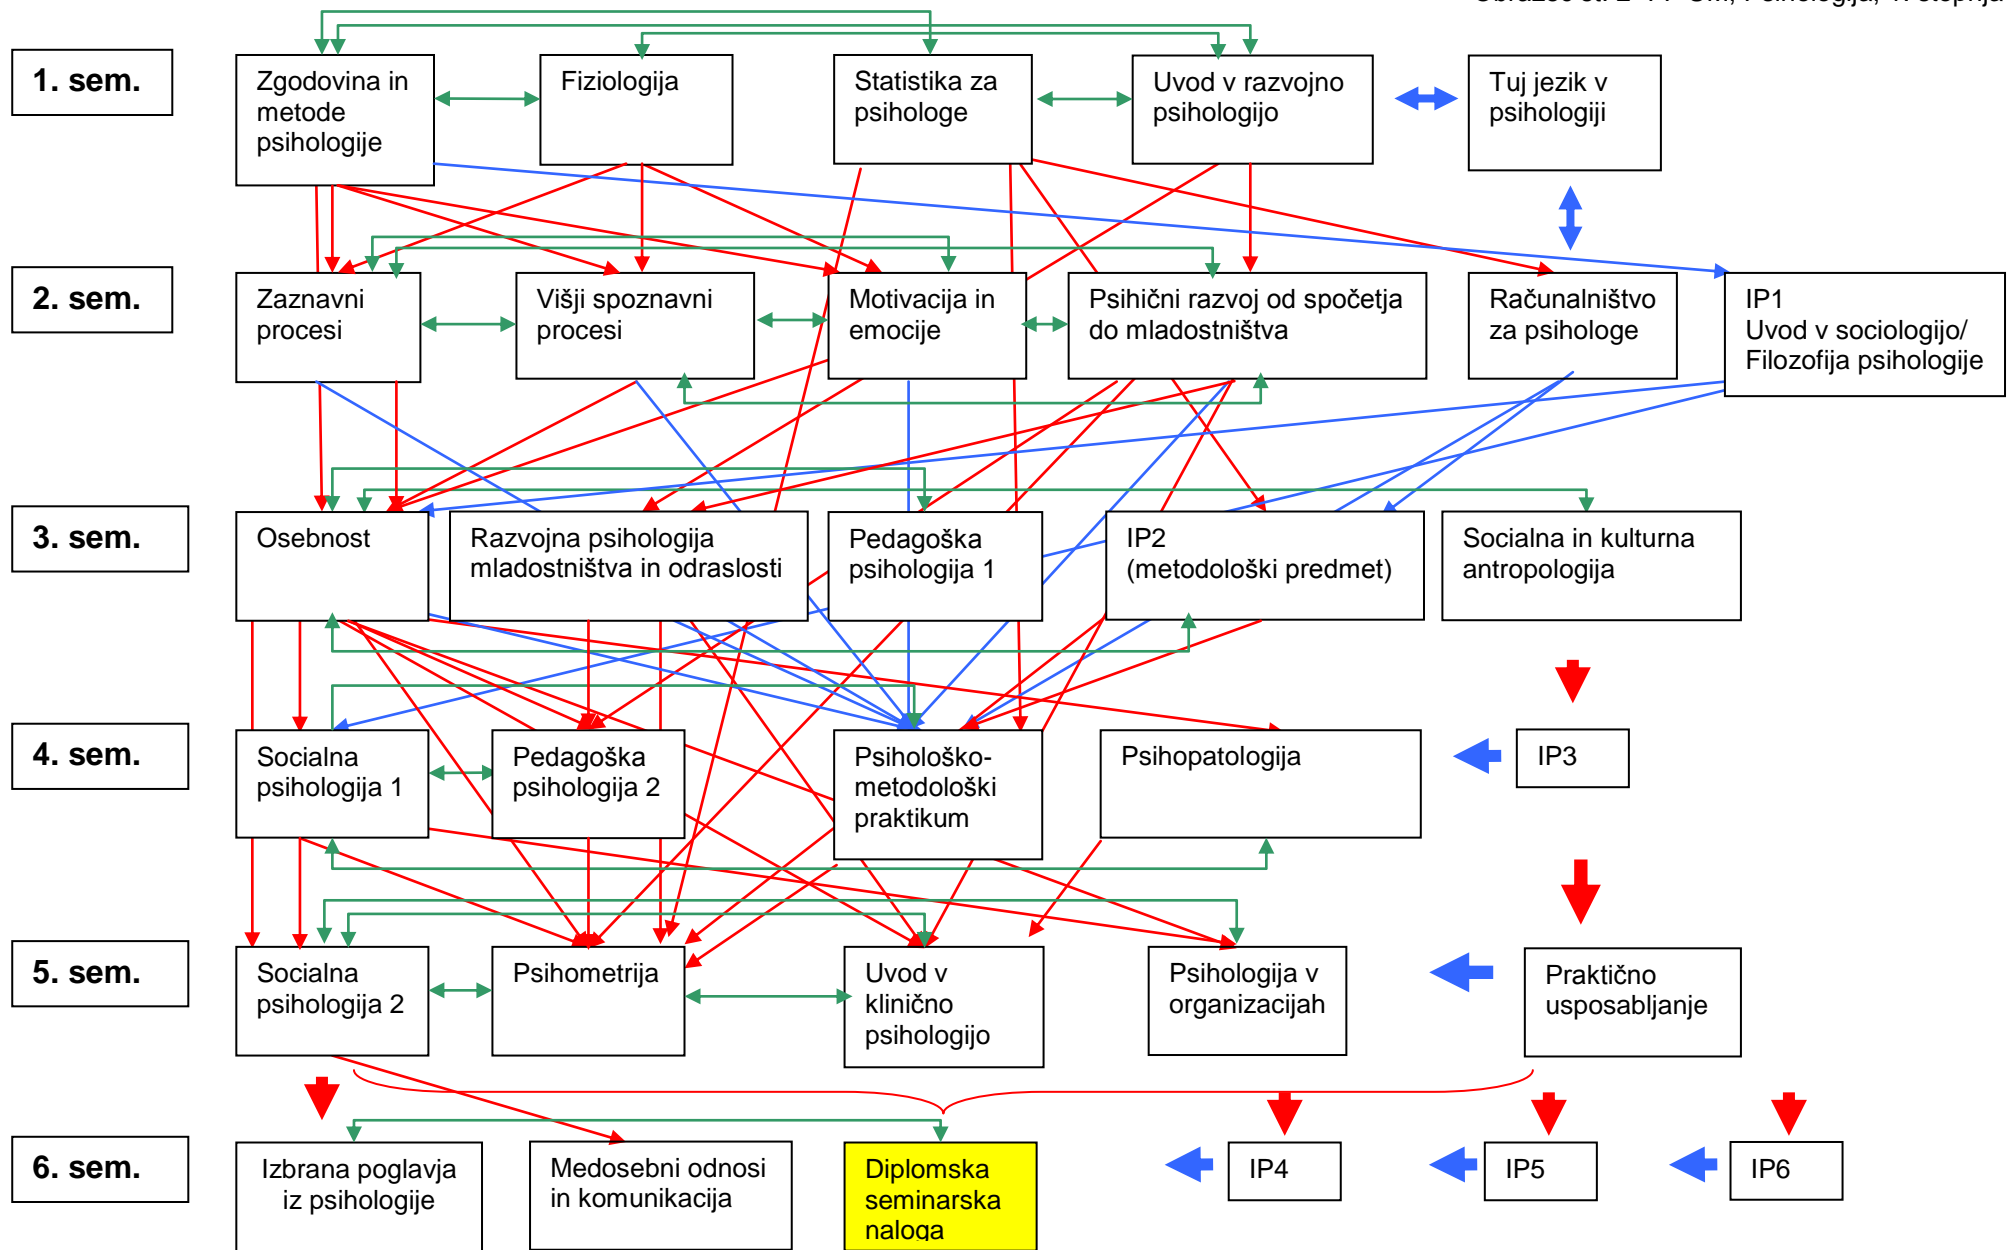 1. sem.
Zgodovina in
metode
psihologije
Fiziologija
Statistika za
psihologe
Uvod v razvojno
psihologijo
Tuj jezik v
psihologiji
2. sem.
Zaznavni
procesi
Višji spoznavni
procesi
Motivacija in
emocije
Psihični razvoj od spočetja
do mladostništva
Računalništvo
za psihologe
IP1
Uvod v sociologijo/
Filozofija psihologije
3. sem.
Osebnost
Razvojna psihologija
mladostništva in odraslosti
Pedagoška
psihologija 1
IP2
(metodološki predmet)
Socialna in kulturna
antropologija
4. sem.
Socialna
psihologija 1
Pedagoška
psihologija 2
Psihološko-
metodološki
praktikum
Psihopatologija
IP3
5. sem.
Socialna
psihologija 2
Psihometrija
Uvod v
klinično
psihologijo
Psihologija v
organizacijah
Praktično
usposabljanje
6. sem.
Izbrana poglavja
iz psihologije
Medosebni odnosi
in komunikacija
Diplomska
seminarska
naloga
IP4
IP5
IP6